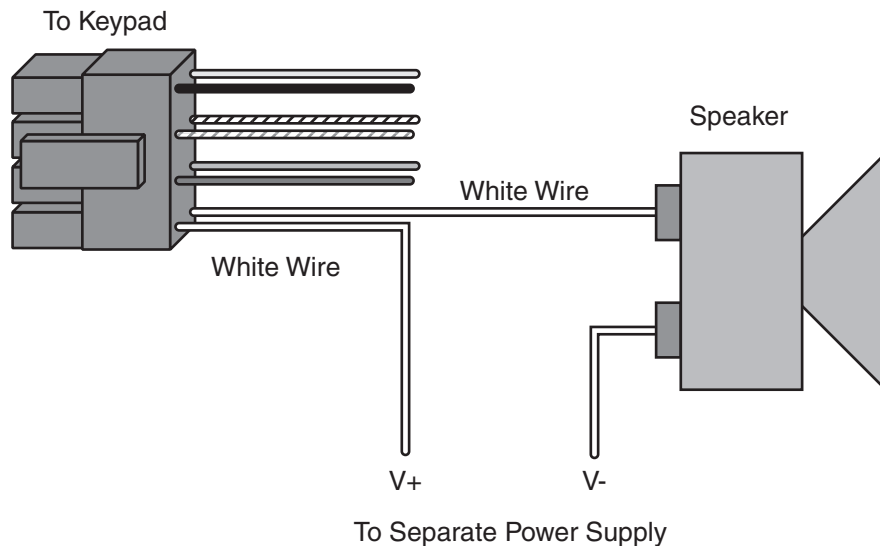 To Keypad
Speaker
White Wire
White Wire
V+
V-
To Separate Power Supply